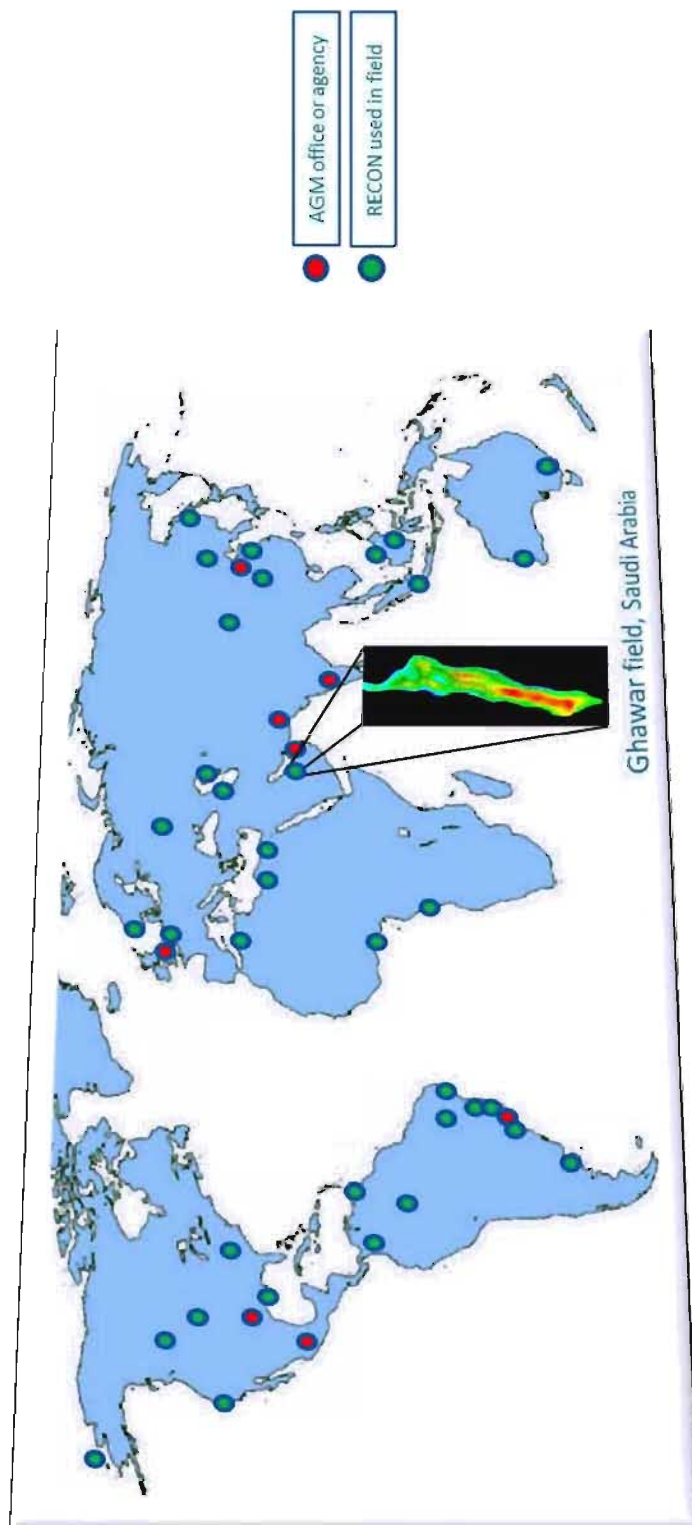 AGM office or agency
RECON used in field
Ghawar field, Saudi Arabia